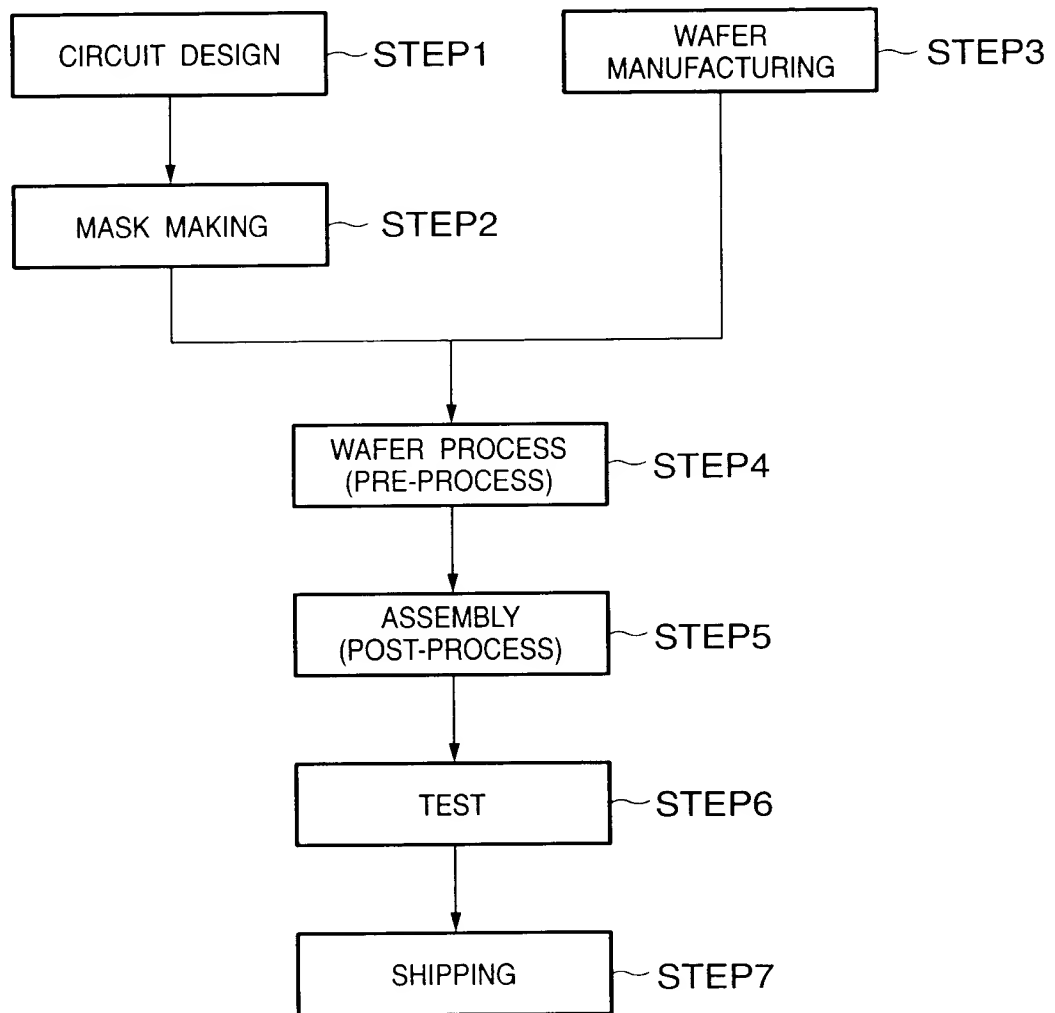 CIRCUIT DESIGN
STEP1
WAFER
MANUFACTURING
STEP3
MASK MAKING
STEP2
WAFER PROCESS
(PRE-PROCESS)
STEP4
ASSEMBLY
(POST-PROCESS)
STEP5
TEST
STEP6
SHIPPING
STEP7